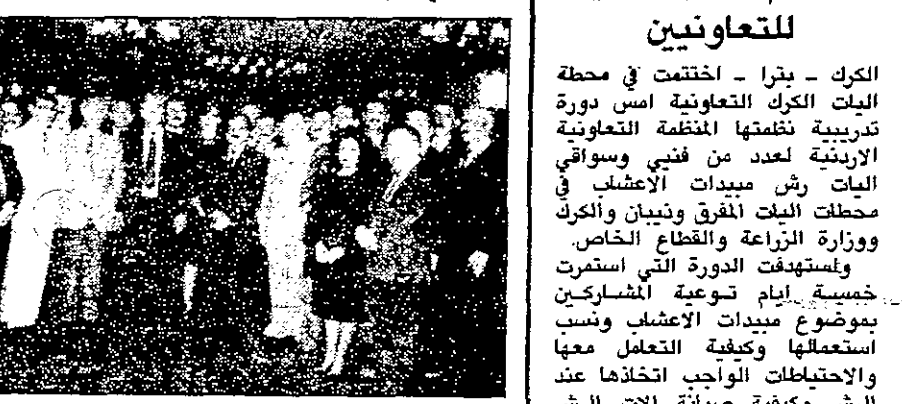 للتعاونيين
الكرك ـ بترا ـ اختتمت في محطة
اليات الكرك التعاونية امس دورة
تدريبية نظمتها المنظمة التعاونية
الاردنية لعدد من فنيي وسواقي
اليات رش مبيدات الاعشاب في
محطات اليات المفرق وذيبان والكرك
ووزارة الزراعة والقطاع الخاص.
واستهدفت الدورة التي استمرت
خمسة ايام توعية المشاركين
بموضوع مبيدات الاعشاب ونسب
استعمالها وكيفية التعامل معها
والاحتياطات الواجب اتخاذها عند